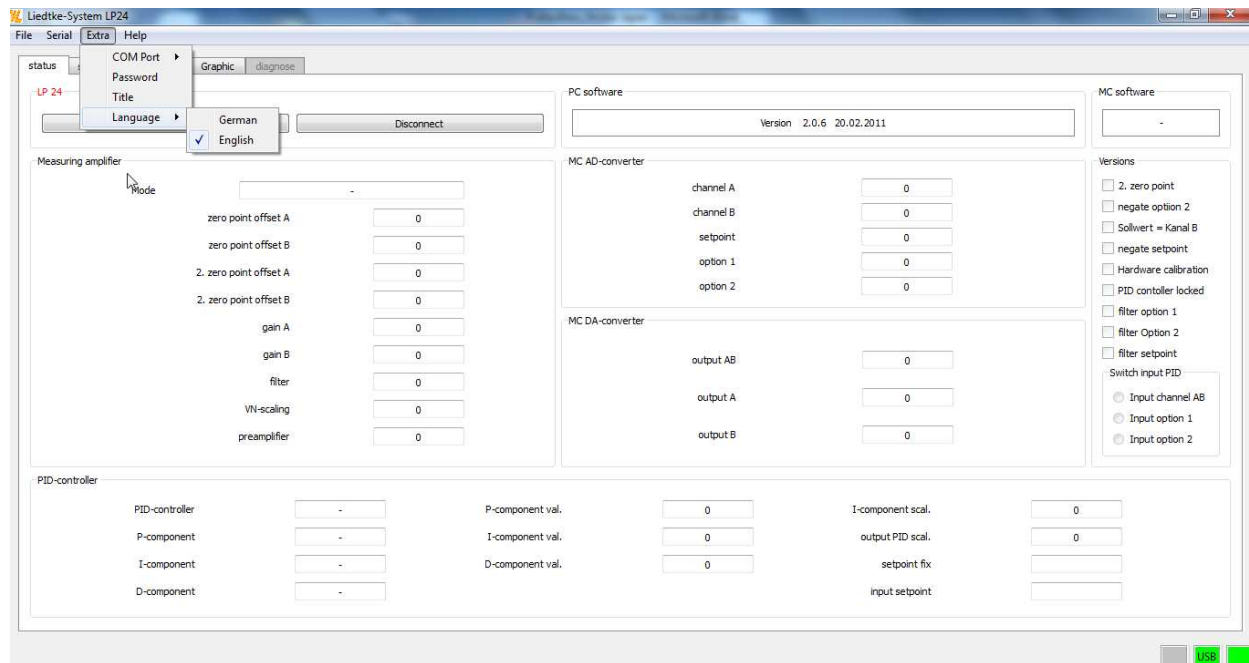 Liedtke-System LP24
File Serial Extra Help
COM Port
Password
Title
Language
German
English
status
Graphic
diagnose
LP 24
Disconnect
PC software
Version 2.0.6 20.02.2011
MC software
-
Measuring amplifier
Mode -
zero point offset A 0
zero point offset B 0
2. zero point offset A 0
2. zero point offset B 0
gain A 0
gain B 0
filter 0
VN-scaling 0
preamplifier 0
MC AD-converter
channel A 0
channel B 0
setpoint 0
option 1 0
option 2 0
MC DA-converter
output AB 0
output A 0
output B 0
Versions
2. zero point
negate optiion 2
Sollwert = Kanal B
negate setpoint
Hardware calibration
PID contoller locked
filter option 1
filter Option 2
filter setpoint
Switch input PID
Input channel AB
Input option 1
Input option 2
PID-controller
PID-controller - P-component val. 0 I-component scal. 0
P-component - I-component val. 0 output PID scal. 0
I-component - D-component val. 0 setpoint fix
D-component - input setpoint
USB